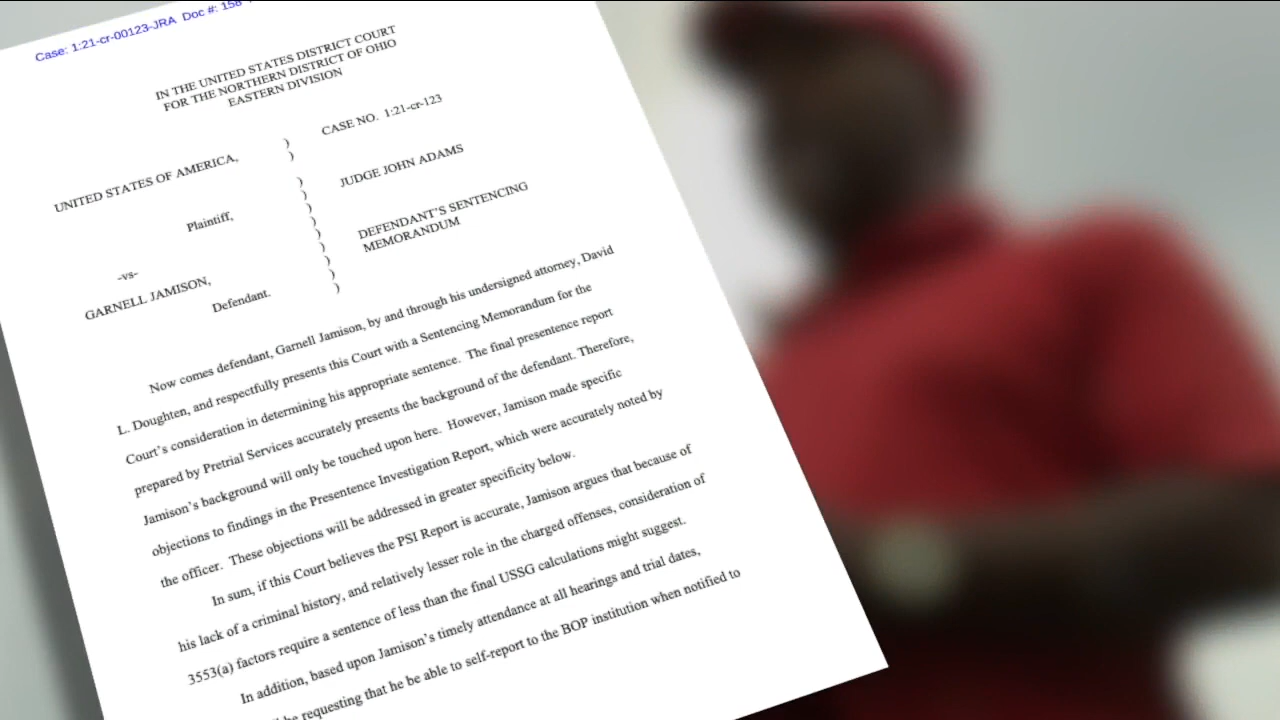 Case: 1:21-cr-00123-JRA Doc #: 158
IN THE UNITED STATES DISTRICT COURT
FOR THE NORTHERN DISTRICT OF OHIO
EASTERN DIVISION
UNITED STATES OF AMERICA,
Plaintiff,
-vs-
GARNELL JAMISON,
Defendant.
)
)
)
)
)
)
)
)
)
)
CASE NO. 1:21-cr-123
JUDGE JOHN ADAMS
DEFENDANT'S SENTENCING
MEMORANDUM
Now comes defendant, Garnell Jamison, by and through his undersigned attorney, David
L. Doughten, and respectfully presents this Court with a Sentencing Memorandum for the
Court's consideration in determining his appropriate sentence. The final presentence report
prepared by Pretrial Services accurately presents the background of the defendant. Therefore,
Jamison's background will only be touched upon here. However, Jamison made specific
objections to findings in the Presentence Investigation Report, which were accurately noted by
the officer. These objections will be addressed in greater specificity below.
In sum, if this Court believes the PSI Report is accurate, Jamison argues that because of
his lack of a criminal history, and relatively lesser role in the charged offenses, consideration of
3553(a) factors require a sentence of less than the final USSG calculations might suggest.
In addition, based upon Jamison's timely attendance at all hearings and trial dates,
be requesting that he be able to self-report to the BOP institution when notified to